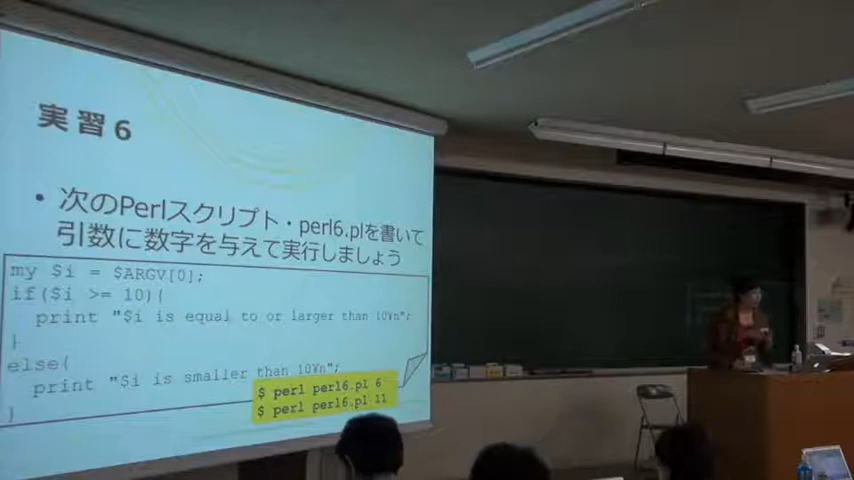 実習6
• 次のPerlスクリプト・perl6.plを書いて
引数に数字を与えて実行しましょう
my $i = $ARGV[0];
if($i >= 10){
print "$i is equal to or larger than 10¥n";
}
else{
print "$i is smaller than 10¥n";
}
$ perl perl6.pl 6
$ perl perl6.pl 11